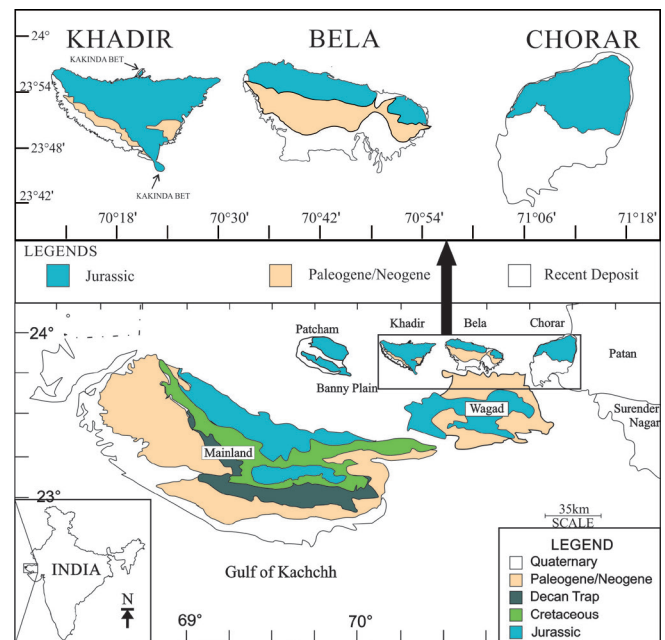 KHADIR
BELA
CHORAR
KAKINDA BET
KAKINDA BET
24°
23°54'
23°48'
23°42'
70°18'
70°30'
70°42'
70°54'
71°06'
71°18'
LEGENDS
Jurassic
Paleogene/Neogene
Recent Deposit
24°
23°
Patcham
Khadir
Bela
Chorar
Patan
Banny Plain
Wagad
Surender
Nagar
Mainland
35km
SCALE
Gulf of Kachchh
INDIA
N
69°
70°
LEGEND
Quaternary
Paleogene/Neogene
Decan Trap
Cretaceous
Jurassic